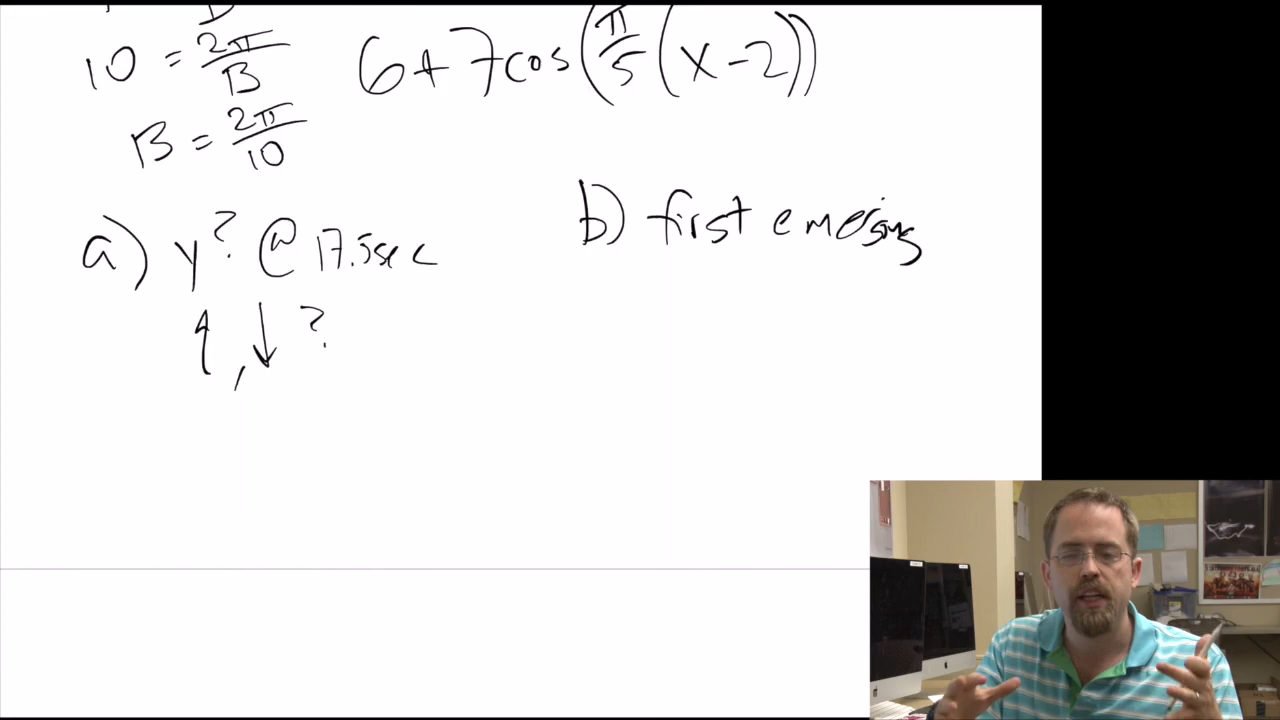 10 = 2π/B
6+7cos(π/5(x-2))
B = 2π/10
a) y? @ 17.5sec
↑, ↓ ?
b) first emerging